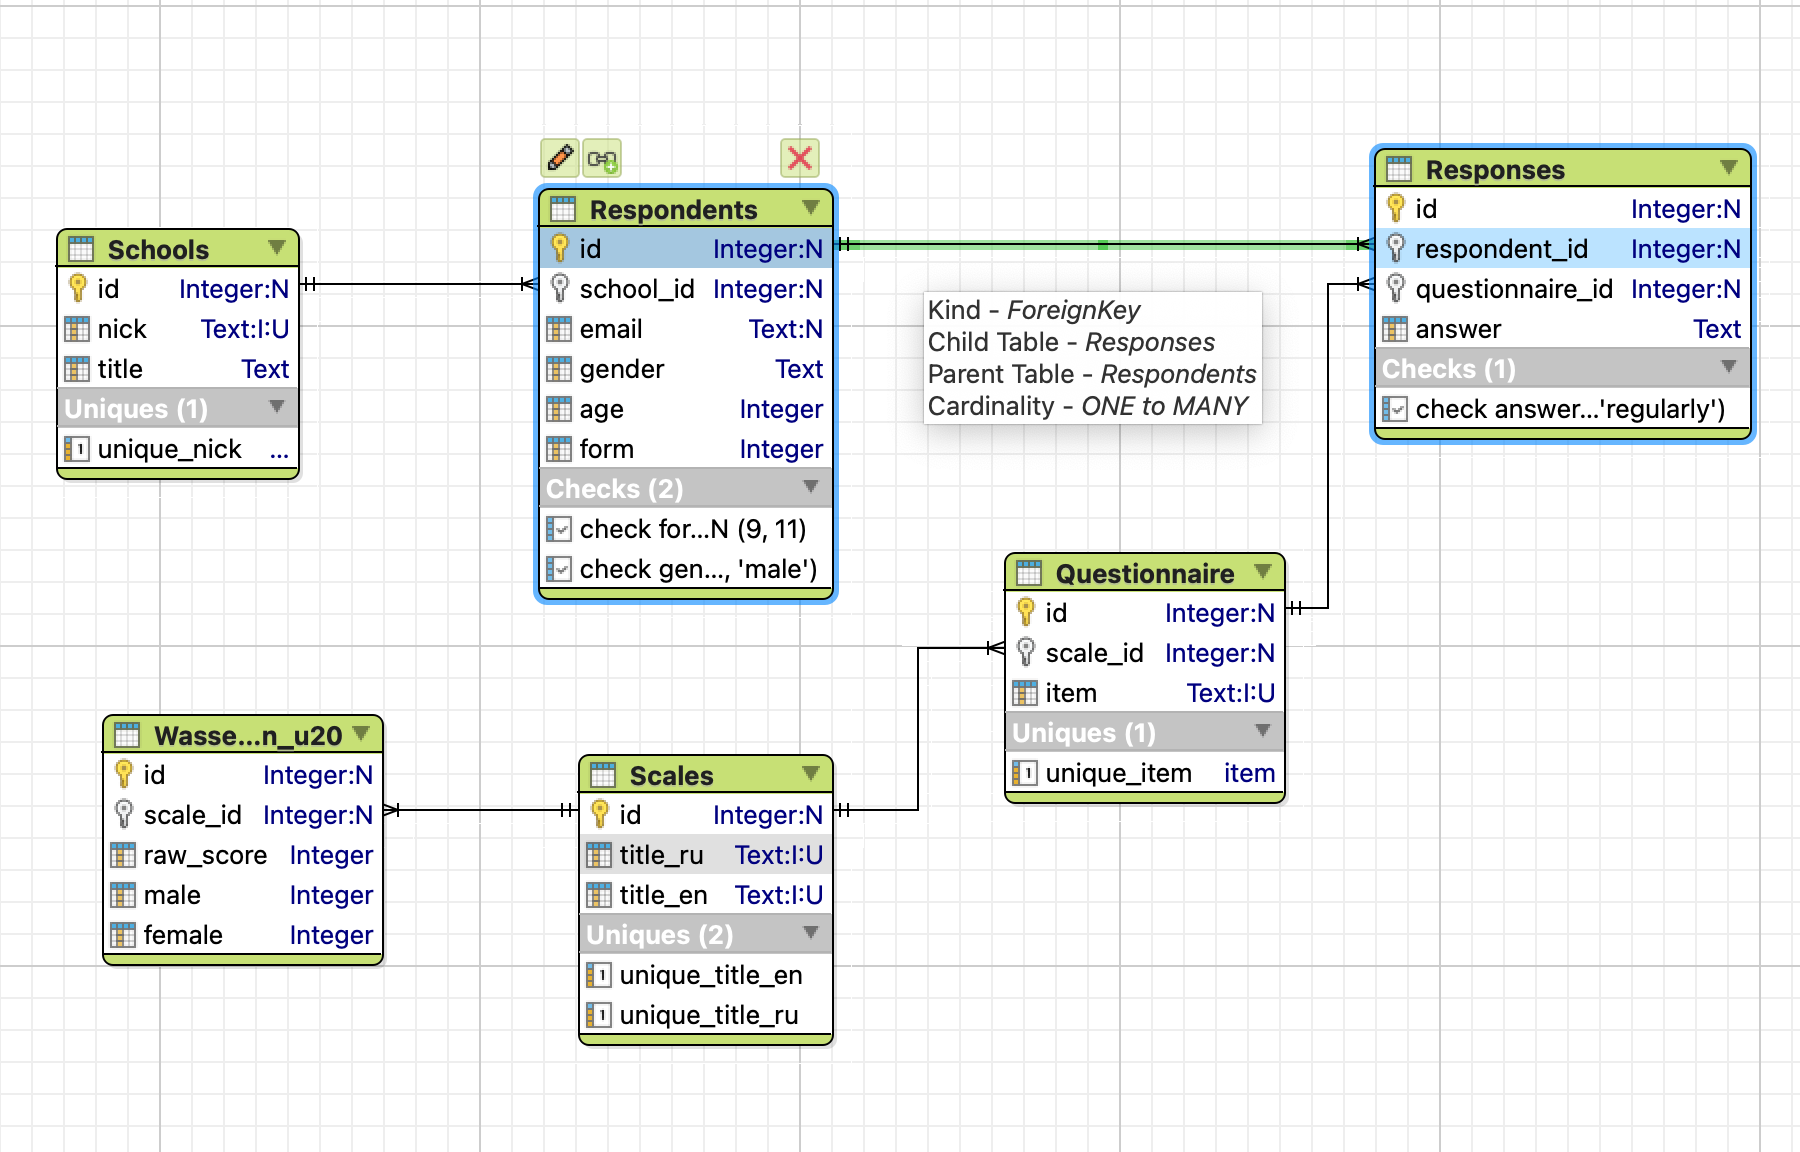 Schools
id Integer:N
nick Text:I:U
title Text
Uniques (1)
1 unique_nick ...
Respondents
id Integer:N
school_id Integer:N
email Text:N
gender Text
age Integer
form Integer
Checks (2)
check for...N (9, 11)
check gen..., 'male')
Kind - ForeignKey
Child Table - Responses
Parent Table - Respondents
Cardinality - ONE to MANY
Responses
id Integer:N
respondent_id Integer:N
questionnaire_id Integer:N
answer Text
Checks (1)
check answer...'regularly')
Questionnaire
id Integer:N
scale_id Integer:N
item Text:I:U
Uniques (1)
1 unique_item item
Wasse...n_u20
id Integer:N
scale_id Integer:N
raw_score Integer
male Integer
female Integer
Scales
id Integer:N
title_ru Text:I:U
title_en Text:I:U
Uniques (2)
1 unique_title_en
1 unique_title_ru